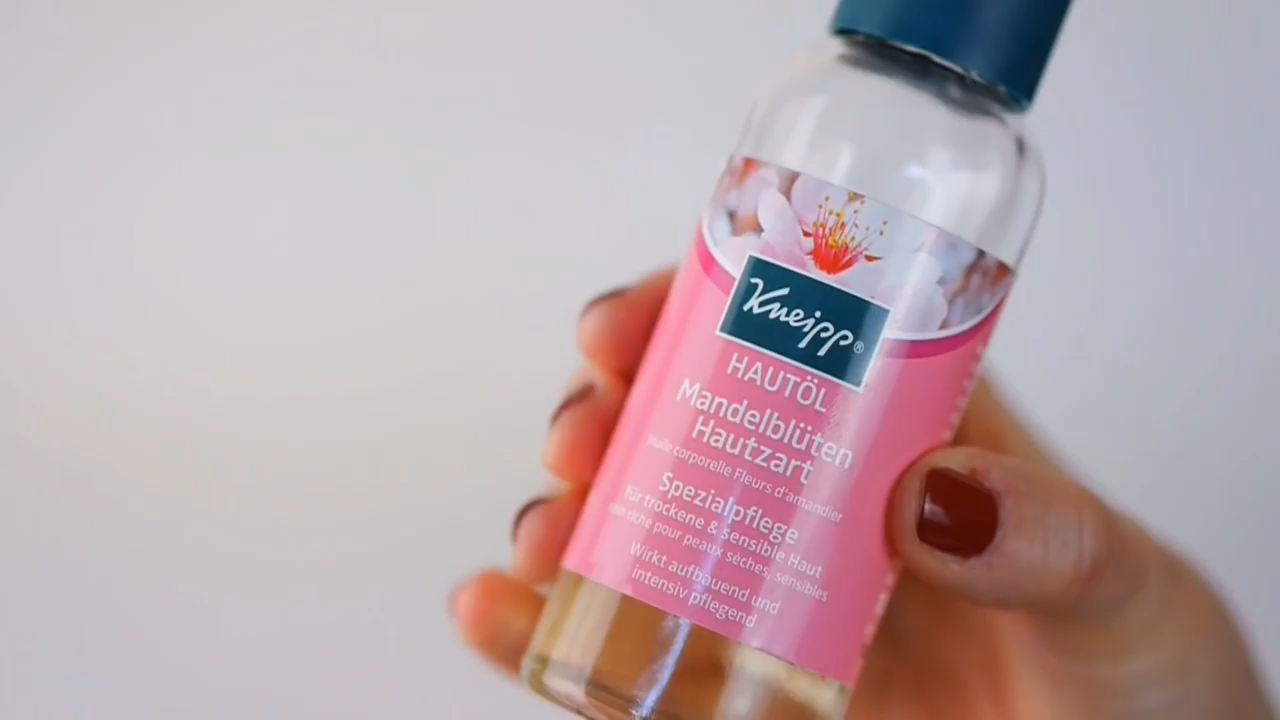 Kneipp®
HAUTÖL
Mandelblüten
Hautzart
Huile corporelle Fleurs d'amandier
Spezialpflege
für trockene & sensible Haut
riche pour peaux sèches, sensibles
Wirkt aufbauend und
intensiv pflegend